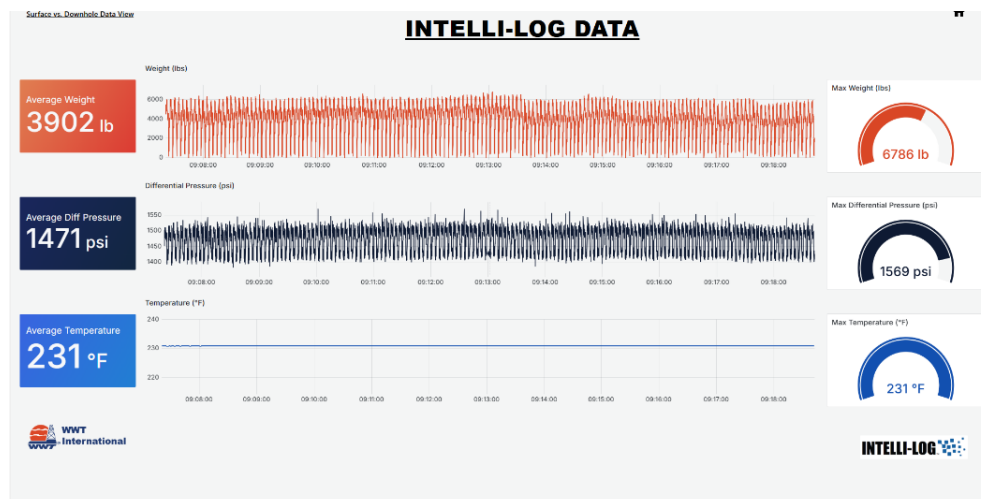 Surface vs. Downhole Data View
INTELLI-LOG DATA
Average Weight
3902 lb
Weight (lbs)
6000
4000
2000
0
09:08:00 09:09:00 09:10:00 09:11:00 09:12:00 09:13:00 09:14:00 09:15:00 09:16:00 09:17:00 09:18:00
Max Weight (lbs)
6786 lb
Average Diff Pressure
1471 psi
Differential Pressure (psi)
1550
1500
1450
1400
09:08:00 09:09:00 09:10:00 09:11:00 09:12:00 09:13:00 09:14:00 09:15:00 09:16:00 09:17:00 09:18:00
Max Differential Pressure (psi)
1569 psi
Average Temperature
231 °F
Temperature (°F)
240
230
220
09:08:00 09:09:00 09:10:00 09:11:00 09:12:00 09:13:00 09:14:00 09:15:00 09:16:00 09:17:00 09:18:00
Max Temperature (°F)
231 °F
WWT
WWT
International
INTELLI-LOG